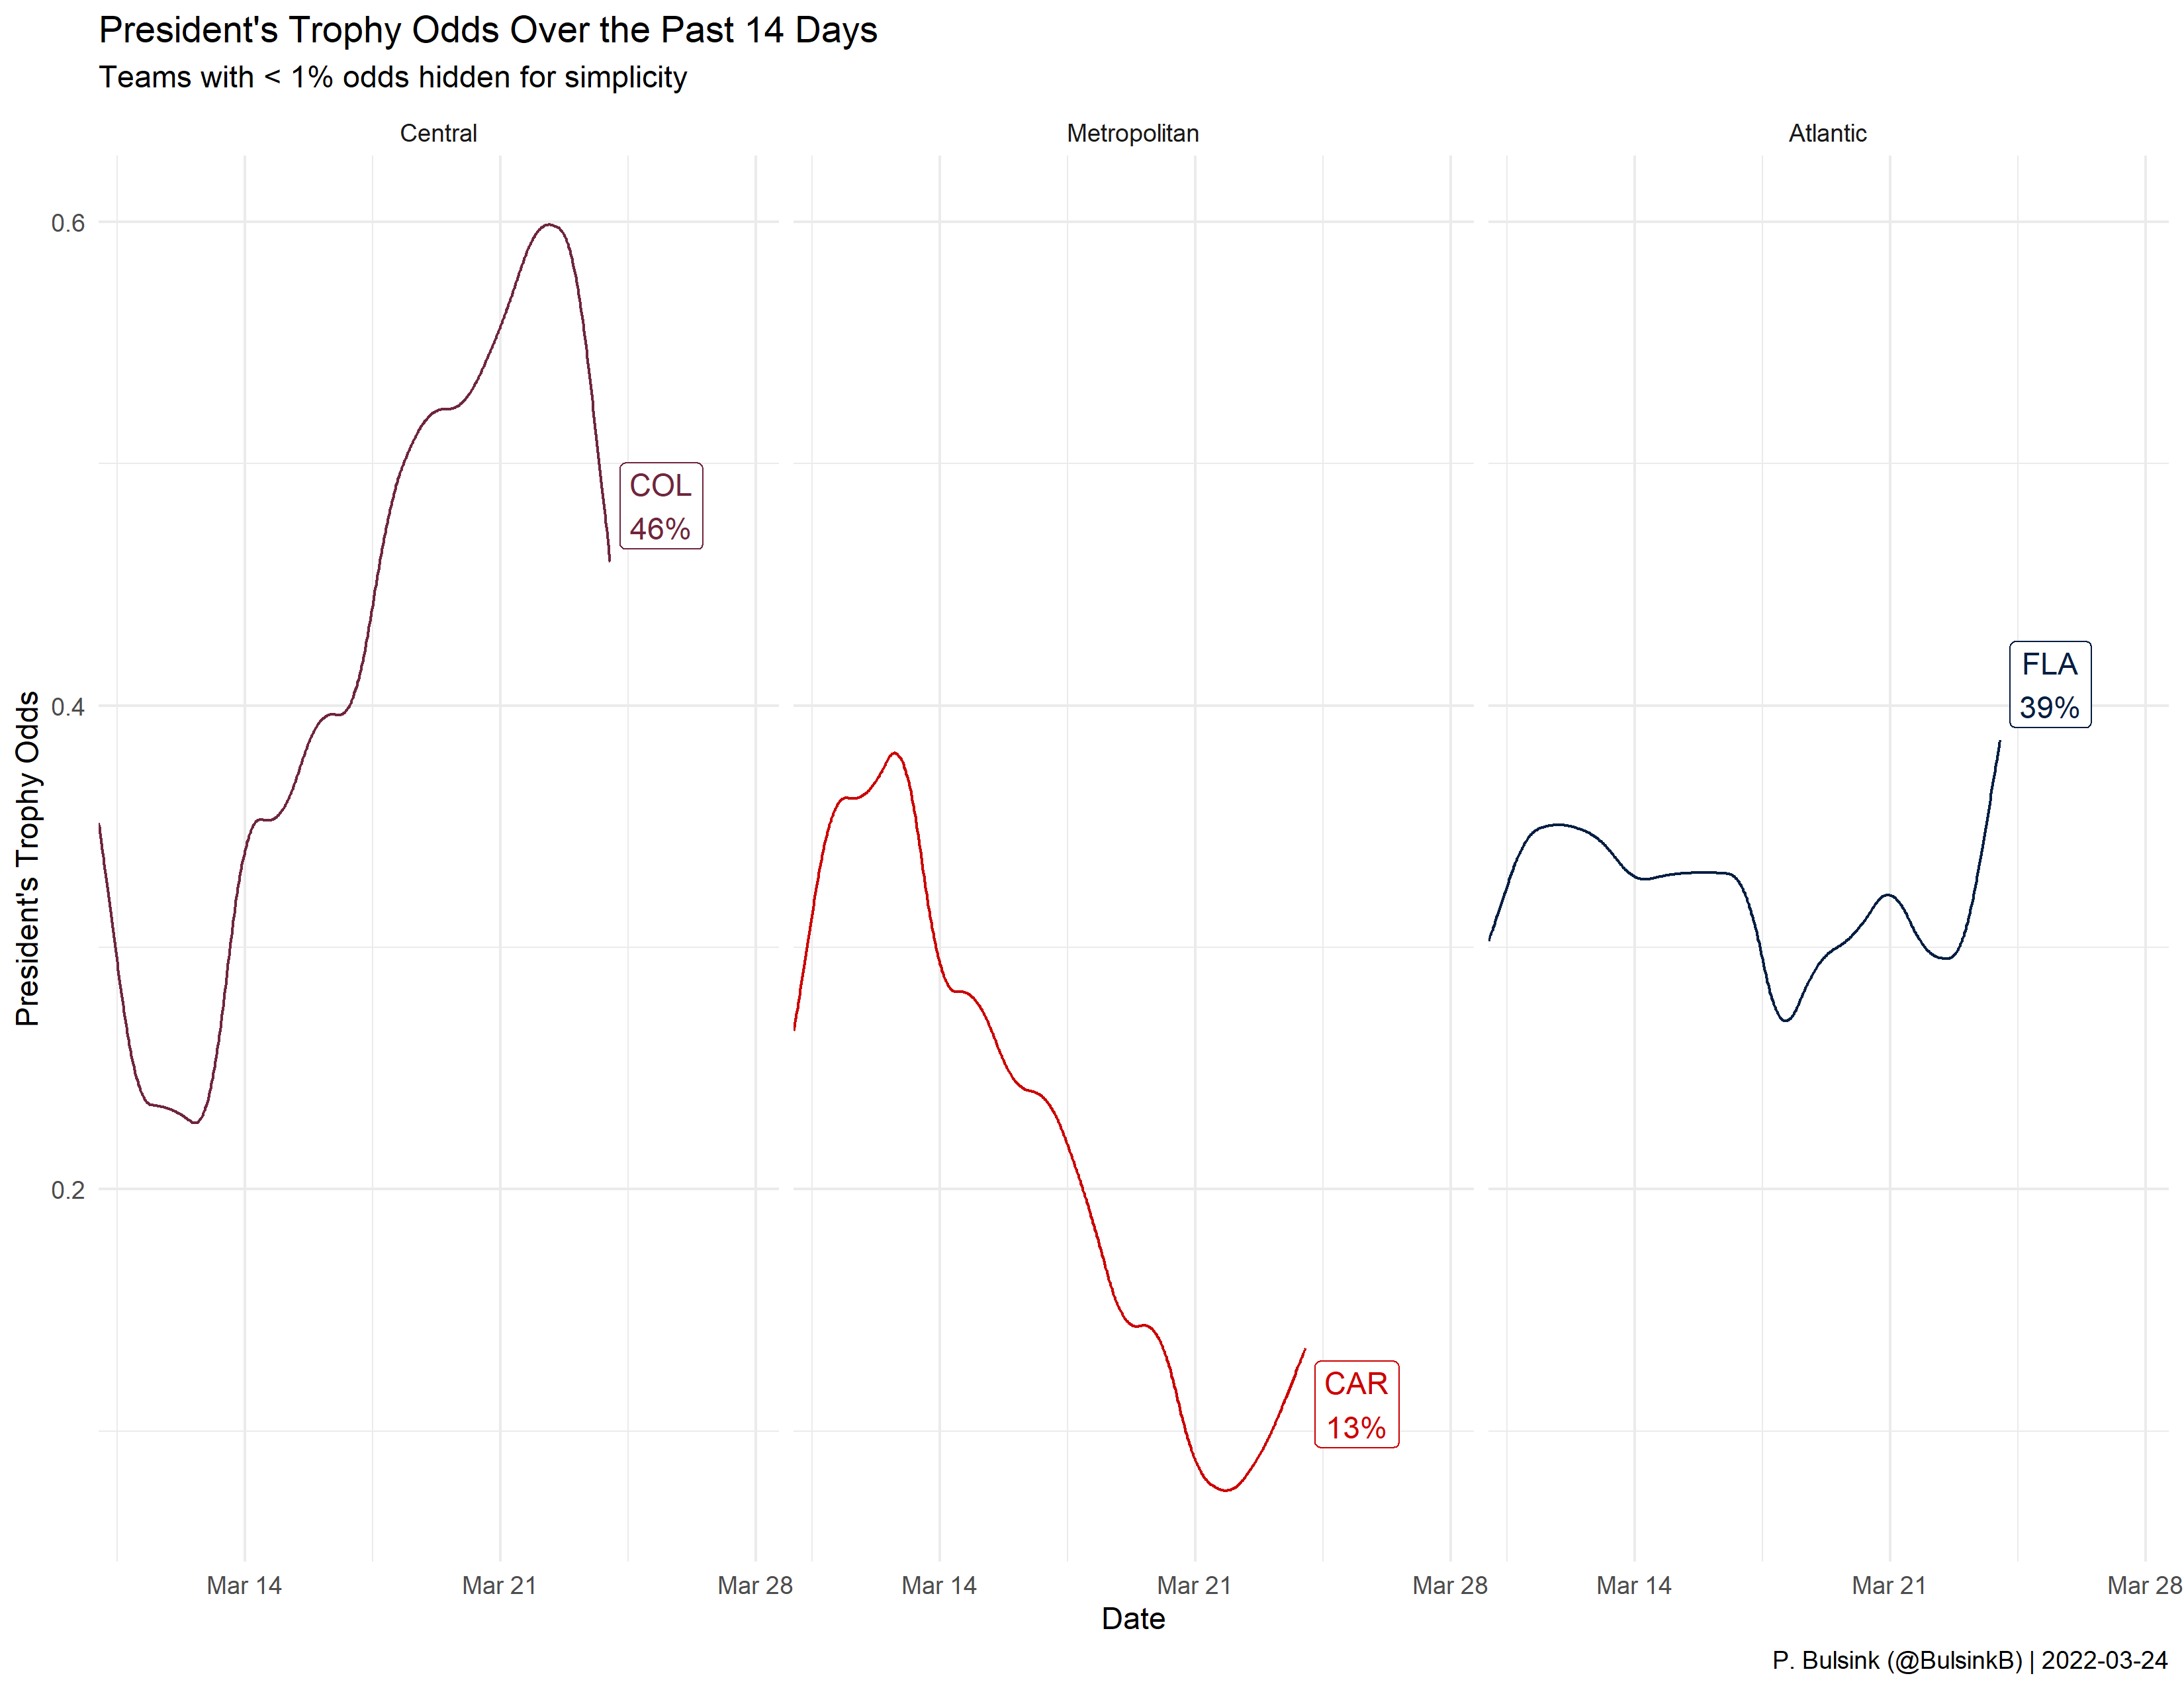 President's Trophy Odds Over the Past 14 Days
Teams with < 1% odds hidden for simplicity
Central
Metropolitan
Atlantic
President's Trophy Odds
0.6
0.4
0.2
COL
46%
CAR
13%
FLA
39%
Mar 14
Mar 21
Mar 28
Mar 14
Mar 21
Mar 28
Mar 14
Mar 21
Mar 28
Date
P. Bulsink (@BulsinkB) | 2022-03-24